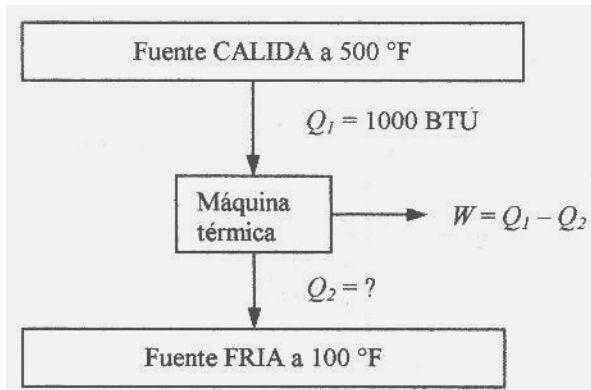 Fuente CALIDA a 500 °F
Q1 = 1000 BTU
Máquina
térmica
W = Q1 – Q2
Q2 = ?
Fuente FRIA a 100 °F